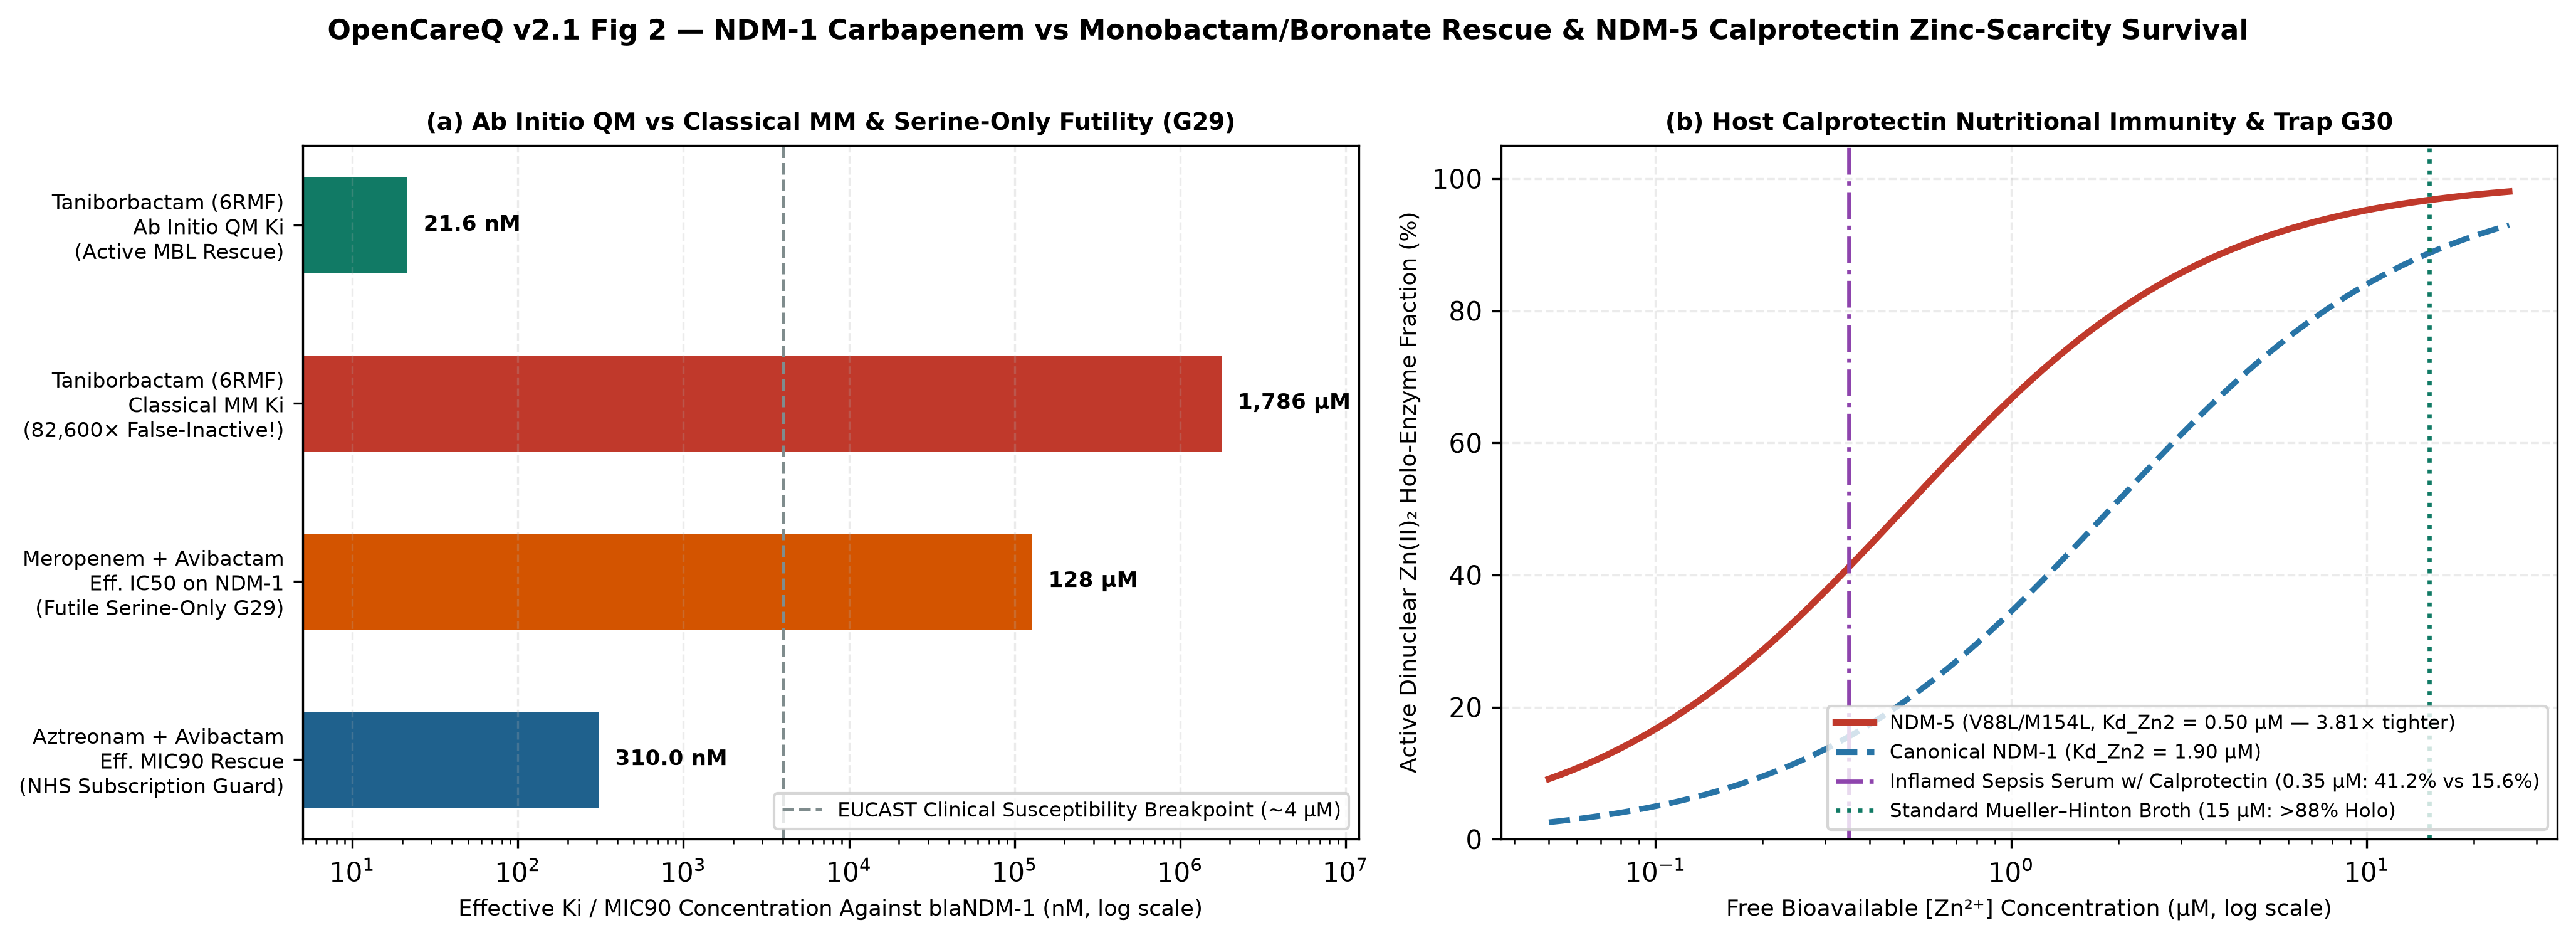 OpenCareQ v2.1 Fig 2 — NDM-1 Carbapenem vs Monobactam/Boronate Rescue & NDM-5 Calprotectin Zinc-Scarcity Survival
(a) Ab Initio QM vs Classical MM & Serine-Only Futility (G29)
Taniborbactam (6RMF)
Ab Initio QM Ki
(Active MBL Rescue)
21.6 nM
Taniborbactam (6RMF)
Classical MM Ki
(82,600× False-Inactive!)
1,786 µM
Meropenem + Avibactam
Eff. IC50 on NDM-1
(Futile Serine-Only G29)
128 µM
Aztreonam + Avibactam
Eff. MIC90 Rescue
(NHS Subscription Guard)
310.0 nM
EUCAST Clinical Susceptibility Breakpoint (~4 µM)
10¹ 10² 10³ 10⁴ 10⁵ 10⁶ 10⁷
Effective Ki / MIC90 Concentration Against blaNDM-1 (nM, log scale)
(b) Host Calprotectin Nutritional Immunity & Trap G30
Active Dinuclear Zn(II)₂ Holo-Enzyme Fraction (%)
100
80
60
40
20
0
NDM-5 (V88L/M154L, Kd_Zn2 = 0.50 µM — 3.81× tighter)
Canonical NDM-1 (Kd_Zn2 = 1.90 µM)
Inflamed Sepsis Serum w/ Calprotectin (0.35 µM: 41.2% vs 15.6%)
Standard Mueller–Hinton Broth (15 µM: >88% Holo)
10⁻¹ 10⁰ 10¹
Free Bioavailable [Zn²⁺] Concentration (µM, log scale)